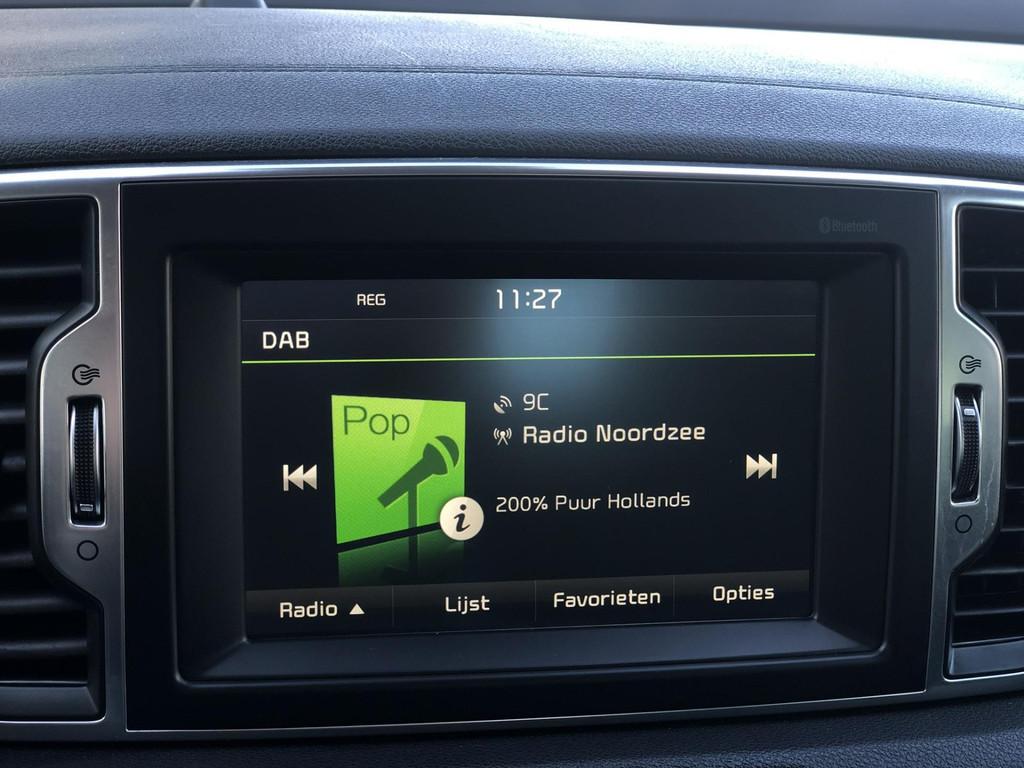 Bluetooth
REG 11:27
DAB
Pop
9C
Radio Noordzee
200% Puur Hollands
Radio Lijst Favorieten Opties